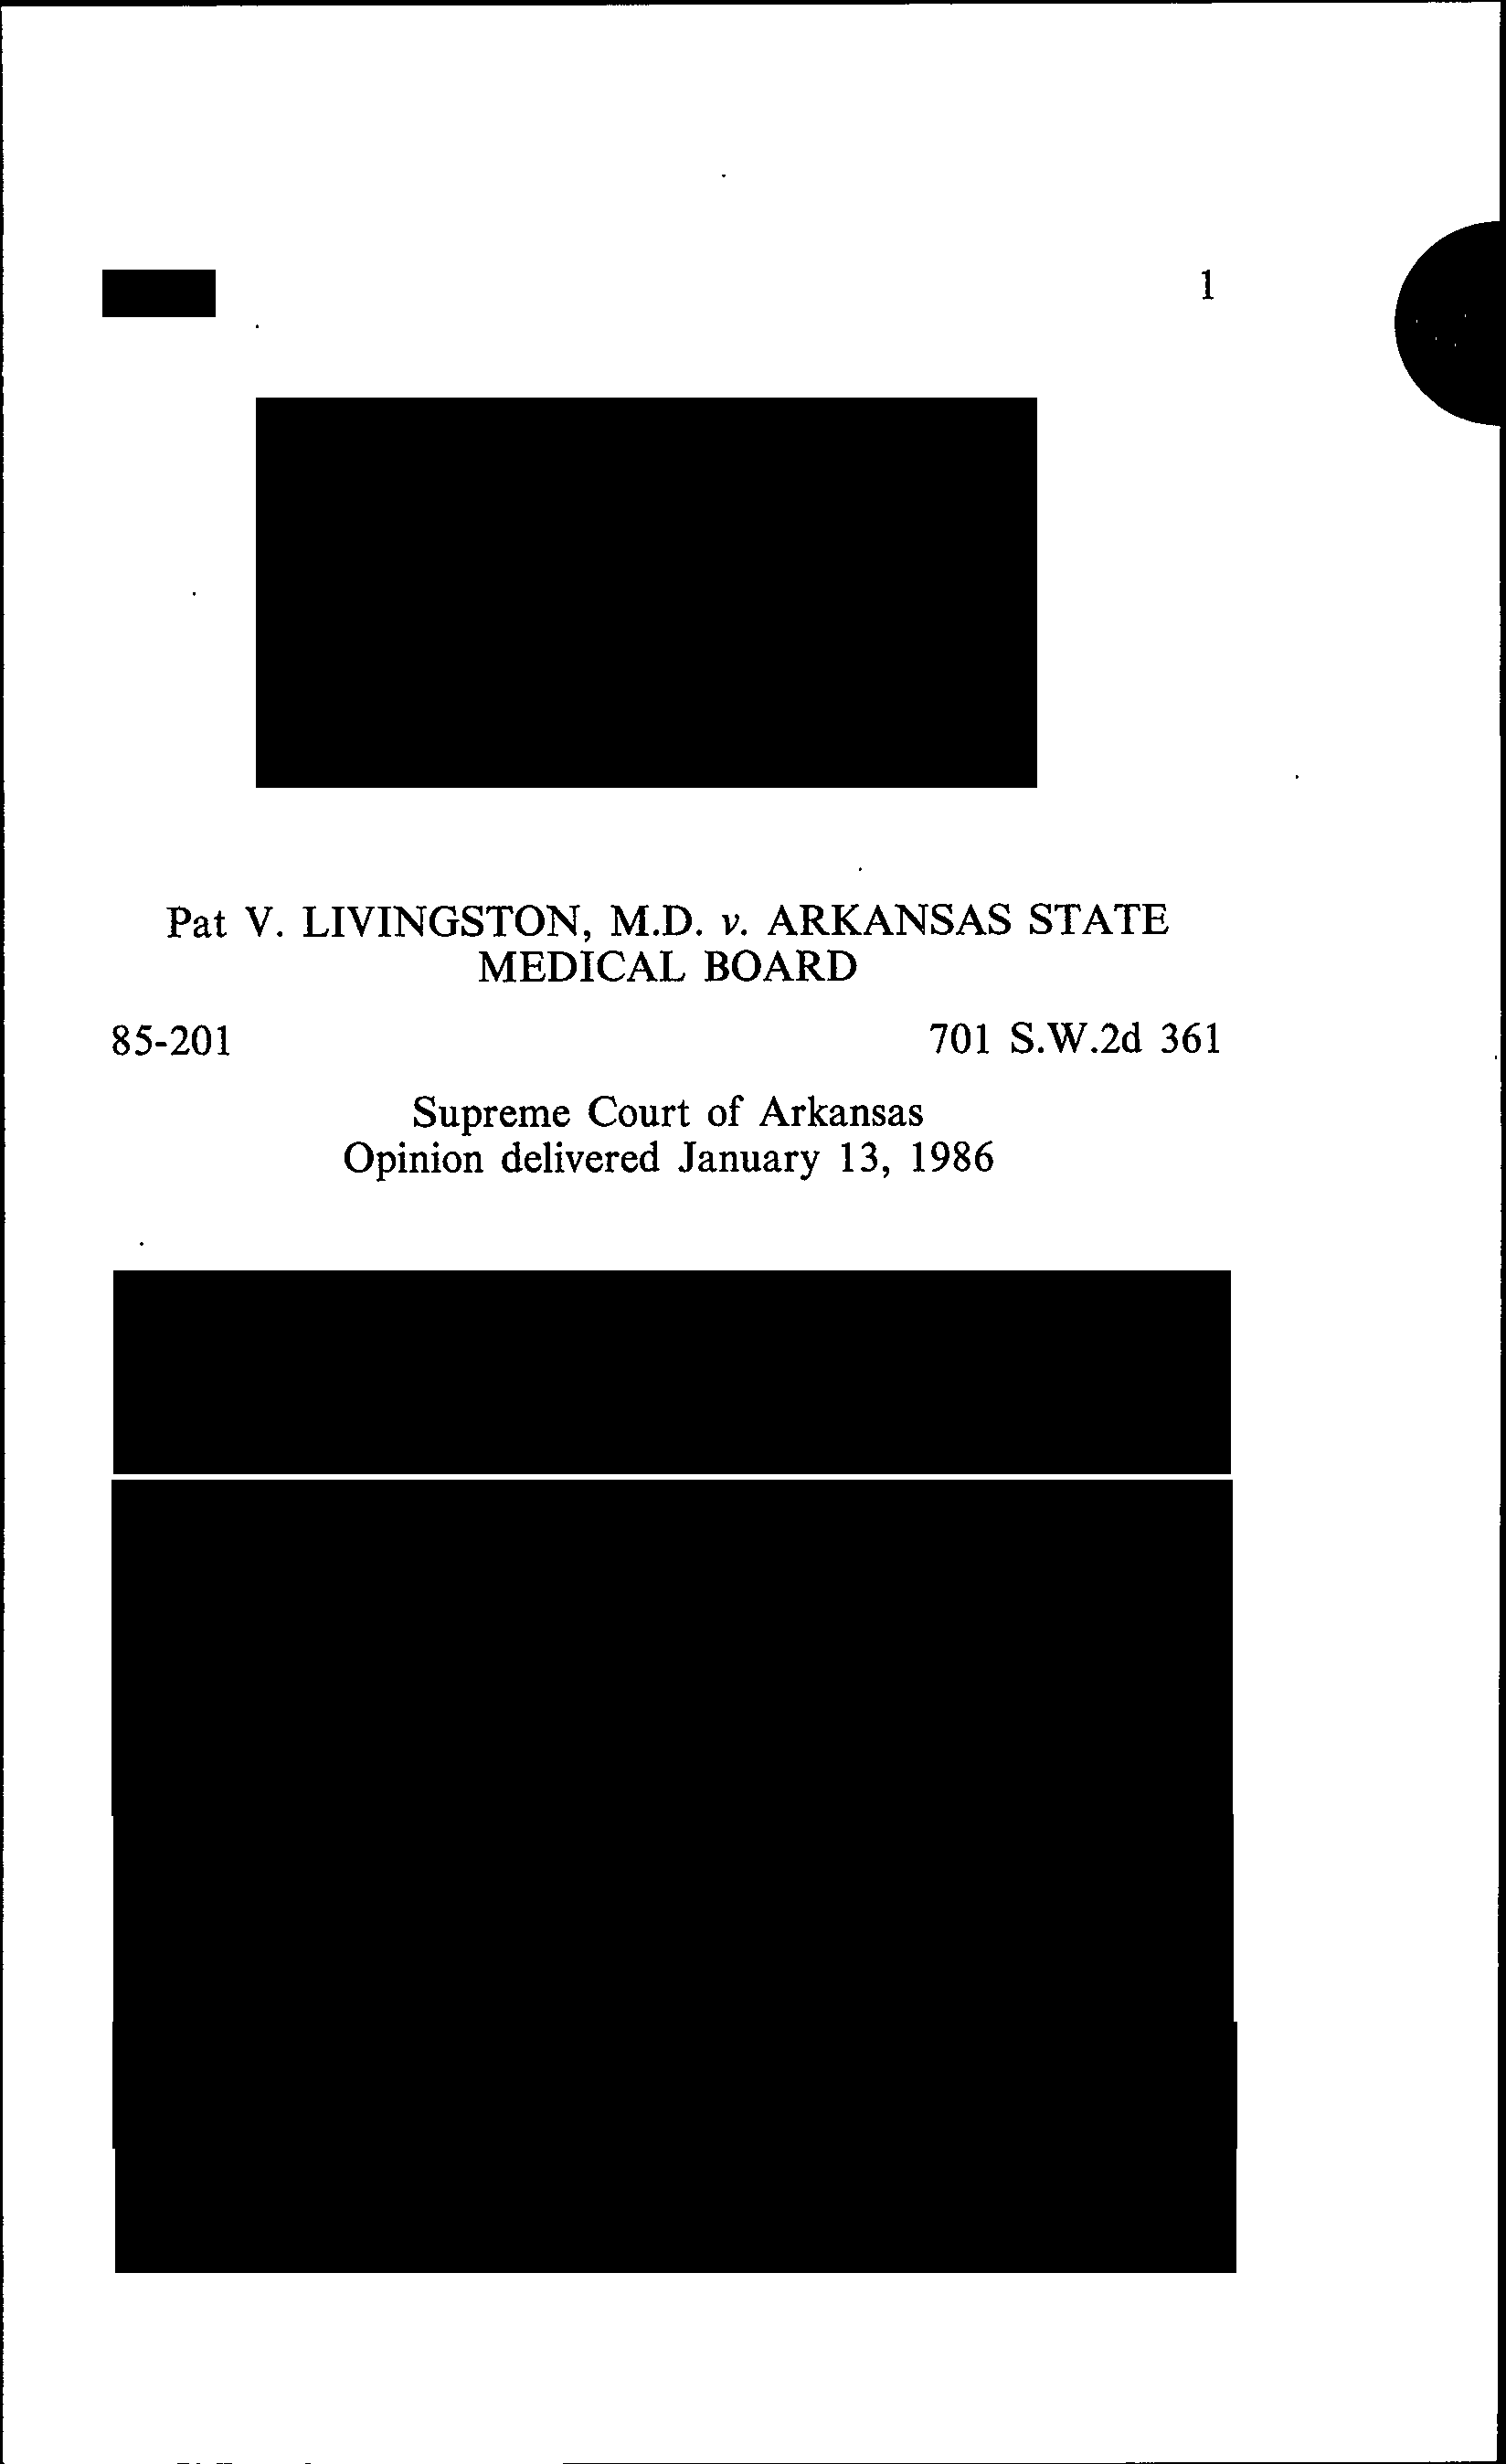 1
Pat V. LIVINGSTON, M.D. v. ARKANSAS STATE
MEDICAL BOARD
85-201 701 S.W.2d 361
Supreme Court of Arkansas
Opinion delivered January 13, 1986